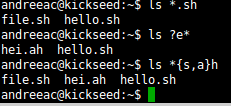 andreeac@kickseed:~$ ls *.sh
file.sh  hello.sh
andreeac@kickseed:~$ ls ?e*
hei.ah  hello.sh
andreeac@kickseed:~$ ls *{s,a}h
file.sh  hei.ah  hello.sh
andreeac@kickseed:~$